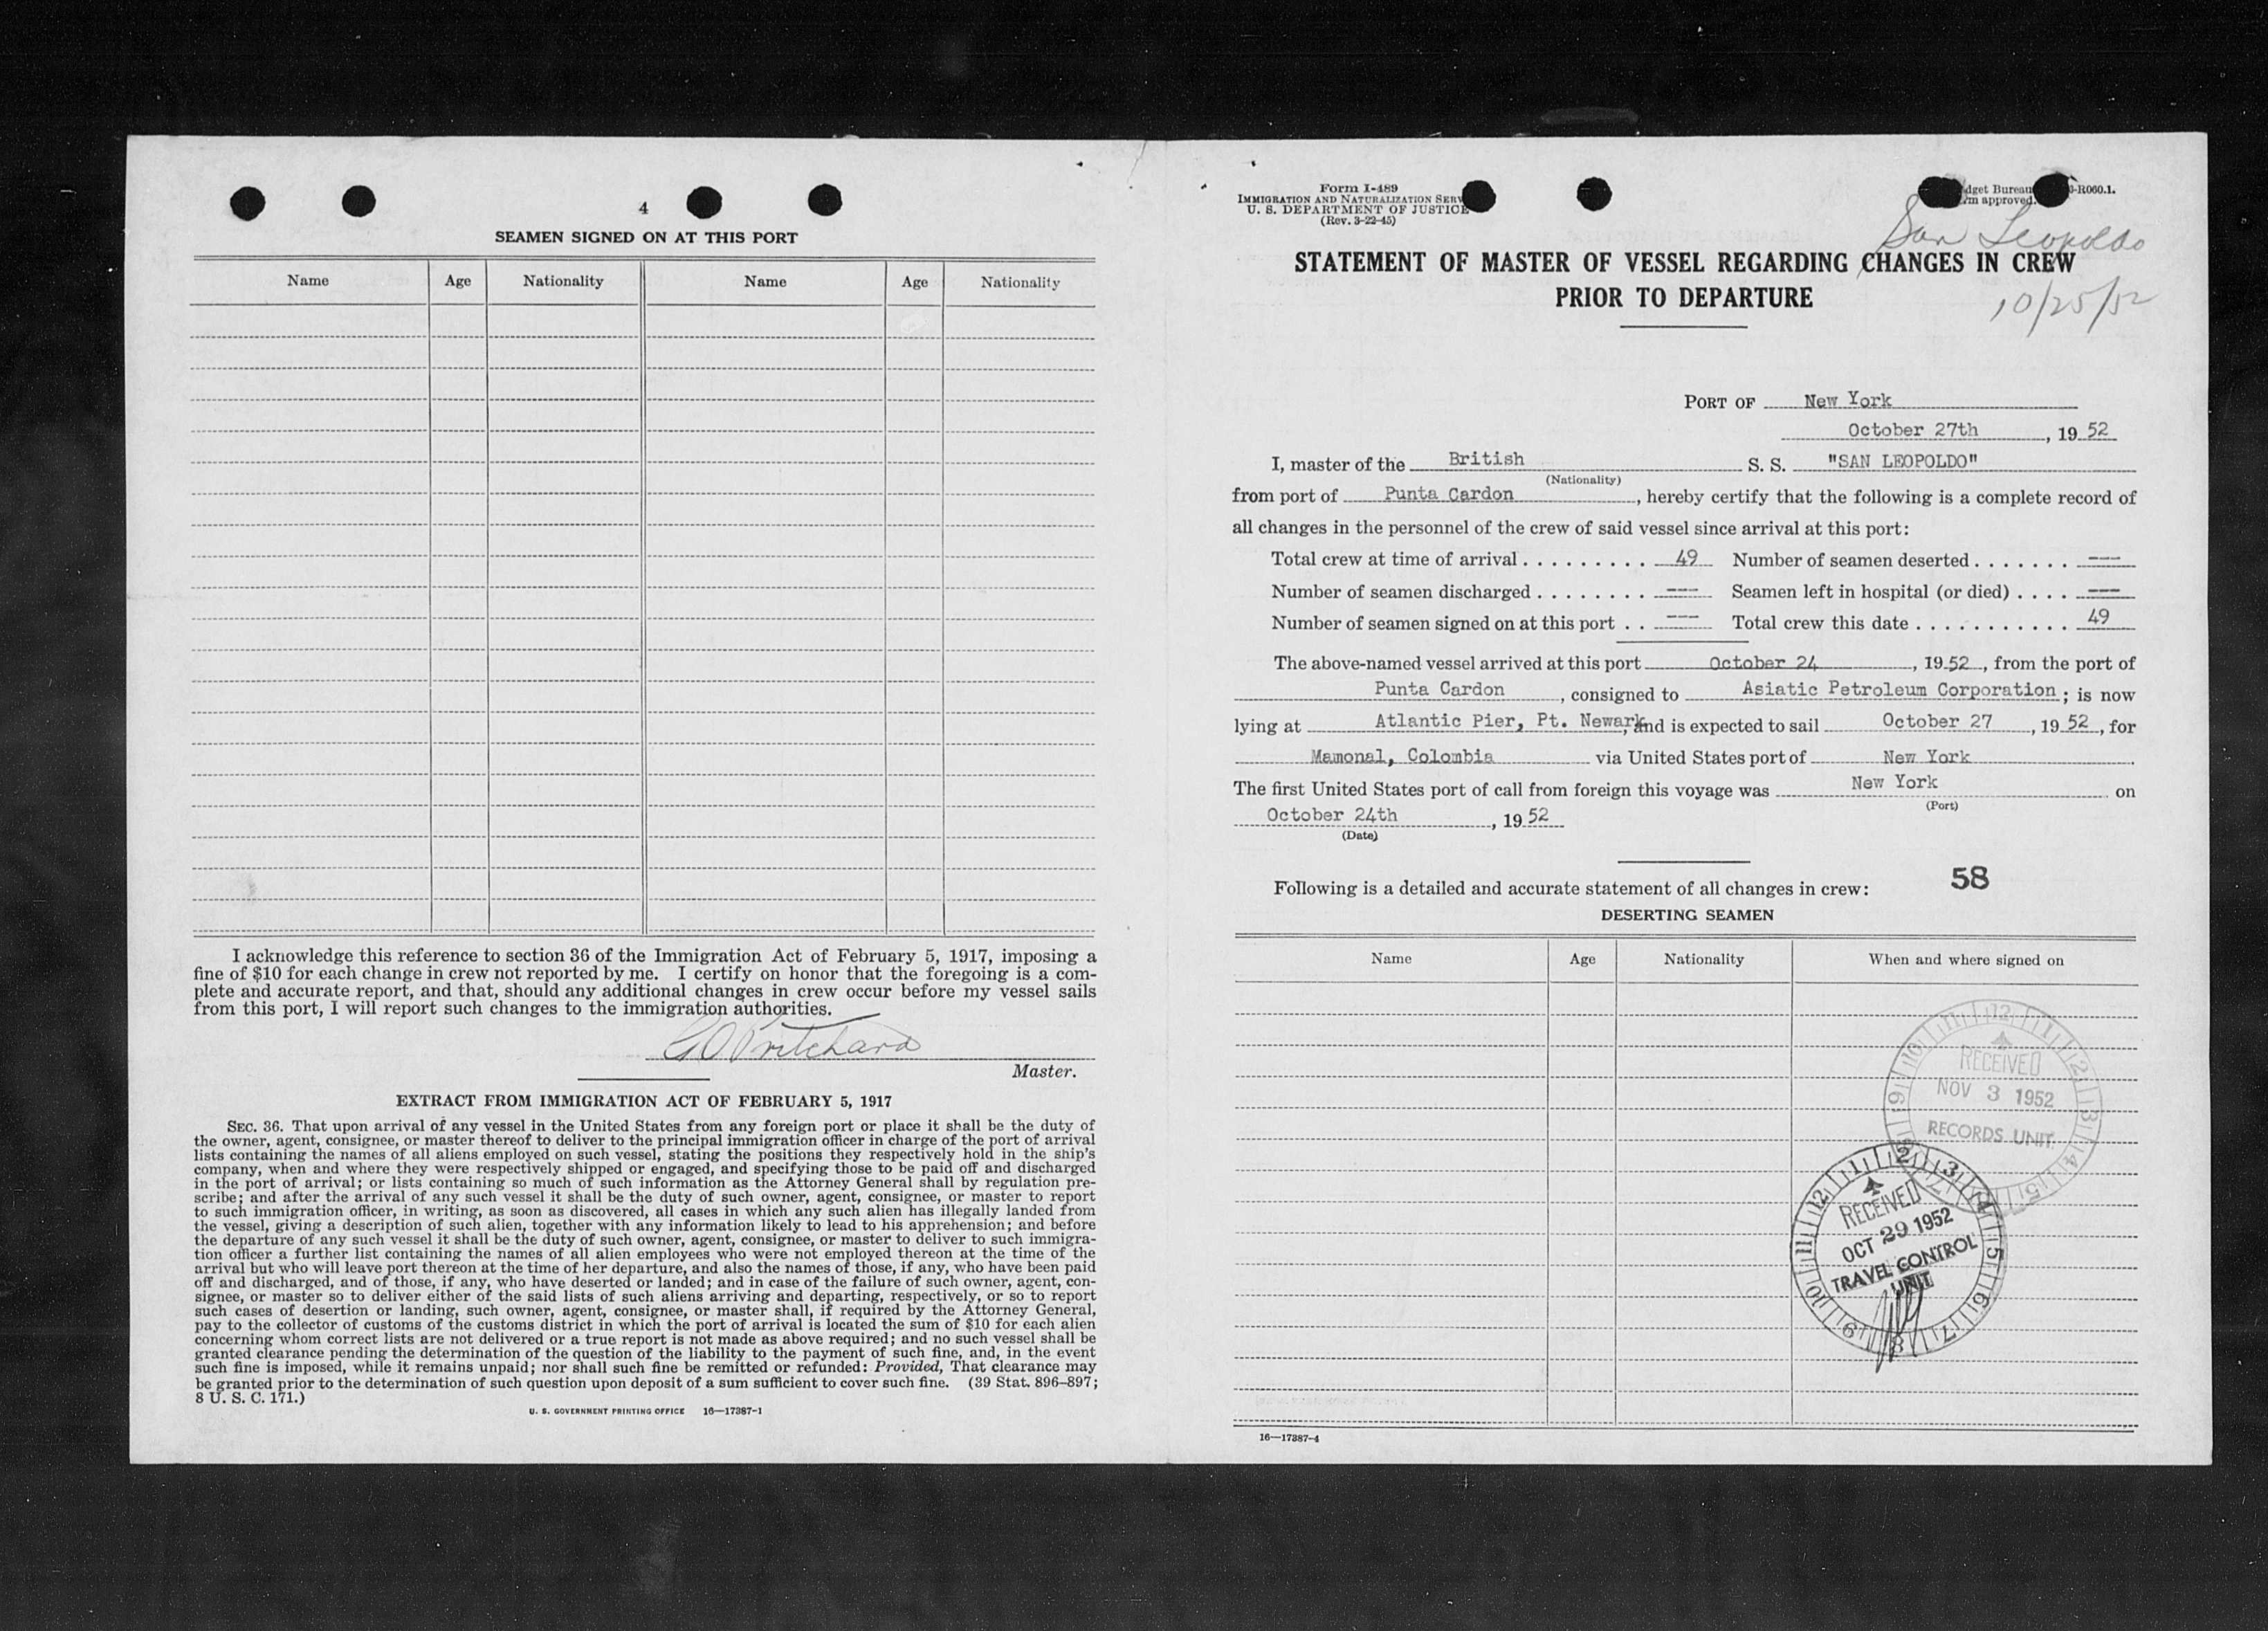 4
SEAMEN SIGNED ON AT THIS PORT
Name Age Nationality Name Age Nationality
I acknowledge this reference to section 36 of the Immigration Act of February 5, 1917, imposing a
fine of $10 for each change in crew not reported by me. I certify on honor that the foregoing is a com-
plete and accurate report, and that, should any additional changes in crew occur before my vessel sails
from this port, I will report such changes to the immigration authorities.
G O Pritchard
Master.
EXTRACT FROM IMMIGRATION ACT OF FEBRUARY 5, 1917
SEC. 36. That upon arrival of any vessel in the United States from any foreign port or place it shall be the duty of
the owner, agent, consignee, or master thereof to deliver to the principal immigration officer in charge of the port of arrival
lists containing the names of all aliens employed on such vessel, stating the positions they respectively hold in the ship's
company, when and where they were respectively shipped or engaged, and specifying those to be paid off and discharged
in the port of arrival; or lists containing so much of such information as the Attorney General shall by regulation pre-
scribe; and after the arrival of any such vessel it shall be the duty of such owner, agent, consignee, or master to report
to such immigration officer, in writing, as soon as discovered, all cases in which any such alien has illegally landed from
the vessel, giving a description of such alien, together with any information likely to lead to his apprehension; and before
the departure of any such vessel it shall be the duty of such owner, agent, consignee, or master to deliver to such immigra-
tion officer a further list containing the names of all alien employees who were not employed thereon at the time of the
arrival but who will leave port thereon at the time of her departure, and also the names of those, if any, who have been paid
off and discharged, and of those, if any, who have deserted or landed; and in case of the failure of such owner, agent, con-
signee, or master so to deliver either of the said lists of such aliens arriving and departing, respectively, or so to report
such cases of desertion or landing, such owner, agent, consignee, or master shall, if required by the Attorney General,
pay to the collector of customs of the customs district in which the port of arrival is located the sum of $10 for each alien
concerning whom correct lists are not delivered or a true report is not made as above required; and no such vessel shall be
granted clearance pending the determination of the question of the liability to the payment of such fine, and, in the event
such fine is imposed, while it remains unpaid; nor shall such fine be remitted or refunded: Provided, That clearance may
be granted prior to the determination of such question upon deposit of a sum sufficient to cover such fine. (39 Stat. 896–897;
8 U. S. C. 171.)
U. S. GOVERNMENT PRINTING OFFICE 16—17387-1
Form I-489
IMMIGRATION AND NATURALIZATION SERV
U. S. DEPARTMENT OF JUSTICE
(Rev. 3-22-45)
dget Bureau -R060.1.
rm approved.
San Leopoldo
10/25/52
STATEMENT OF MASTER OF VESSEL REGARDING CHANGES IN CREW
PRIOR TO DEPARTURE
PORT OF New York
October 27th, 19 52
I, master of the British S. S. "SAN LEOPOLDO"
(Nationality)
from port of Punta Cardon, hereby certify that the following is a complete record of
all changes in the personnel of the crew of said vessel since arrival at this port:
Total crew at time of arrival . . . . . . . . . 49 Number of seamen deserted . . . . . . . ---
Number of seamen discharged . . . . . . . . --- Seamen left in hospital (or died) . . . . ---
Number of seamen signed on at this port . . --- Total crew this date . . . . . . . . . . . 49
The above-named vessel arrived at this port October 24, 19 52, from the port of
Punta Cardon, consigned to Asiatic Petroleum Corporation; is now
lying at Atlantic Pier, Pt. Newark, and is expected to sail October 27, 19 52, for
Mamonal, Colombia via United States port of New York.
The first United States port of call from foreign this voyage was New York on
(Port)
October 24th, 19 52
(Date)
58
Following is a detailed and accurate statement of all changes in crew:
DESERTING SEAMEN
Name Age Nationality When and where signed on
RECEIVED
NOV 3 1952
RECORDS UNIT
RECEIVED
OCT 29 1952
TRAVEL CONTROL
UNIT
16—17387-4